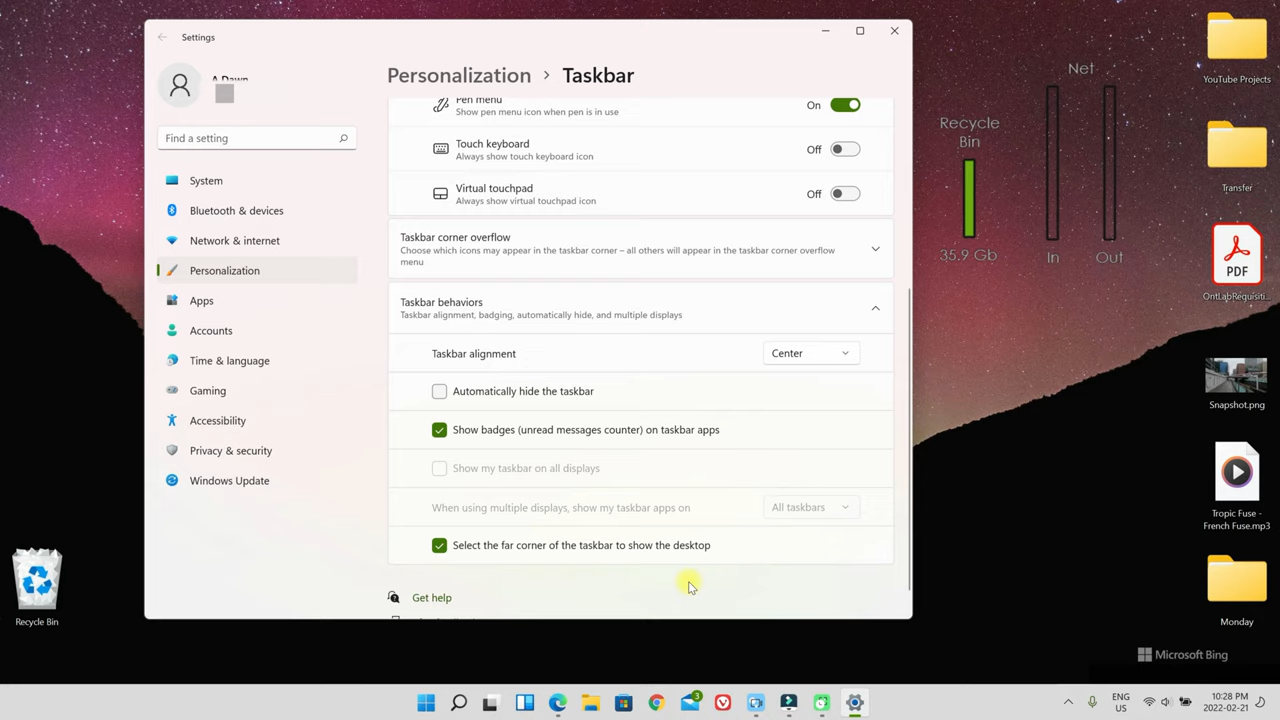 Settings
A Dawn
Find a setting
System
Bluetooth & devices
Network & internet
Personalization
Apps
Accounts
Time & language
Gaming
Accessibility
Privacy & security
Windows Update
Personalization > Taskbar
Pen menu
Show pen menu icon when pen is in use
On
Touch keyboard
Always show touch keyboard icon
Off
Virtual touchpad
Always show virtual touchpad icon
Off
Taskbar corner overflow
Choose which icons may appear in the taskbar corner – all others will appear in the taskbar corner overflow
menu
Taskbar behaviors
Taskbar alignment, badging, automatically hide, and multiple displays
Taskbar alignment
Center
Automatically hide the taskbar
Show badges (unread messages counter) on taskbar apps
Show my taskbar on all displays
When using multiple displays, show my taskbar apps on
All taskbars
Select the far corner of the taskbar to show the desktop
Get help
Recycle Bin
Recycle
Bin
35.9 Gb
Net
In
Out
YouTube Projects
Transfer
PDF
OntLabRequisiti...
Snapshot.png
Tropic Fuse -
French Fuse.mp3
Monday
Microsoft Bing
3
ENG
US
10:28 PM
2022-02-21